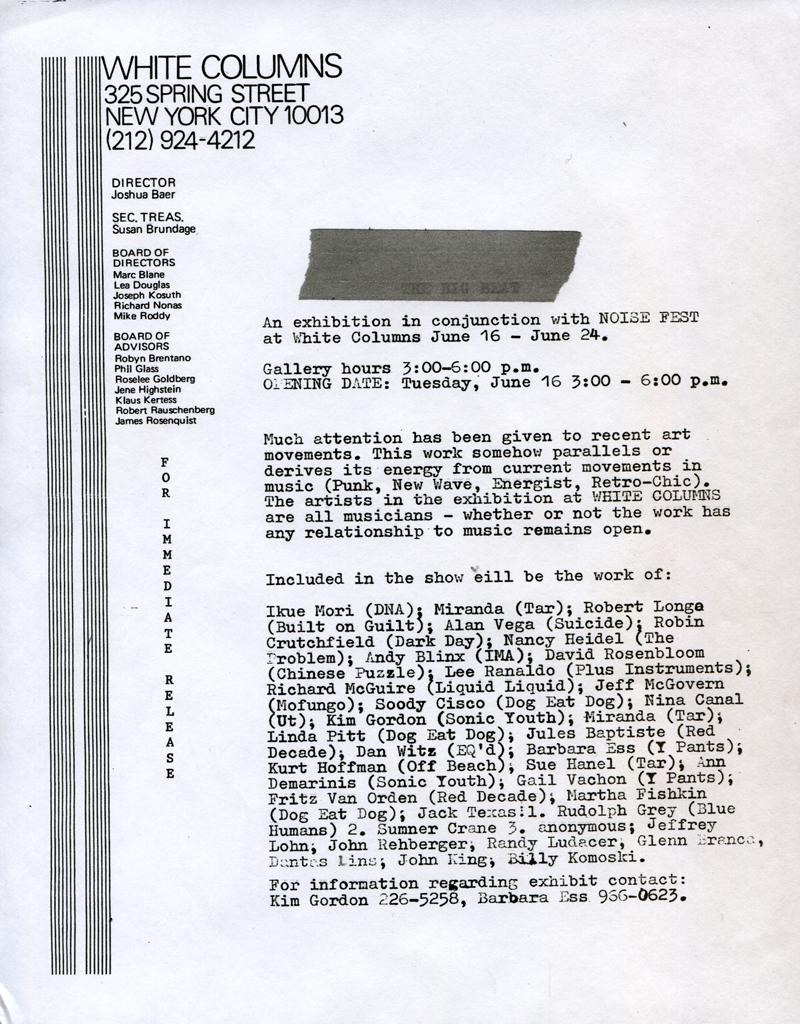 WHITE COLUMNS
325 SPRING STREET
NEW YORK CITY 10013
(212) 924-4212
DIRECTOR
Joshua Baer
SEC. TREAS.
Susan Brundage
BOARD OF
DIRECTORS
Marc Blane
Lea Douglas
Joseph Kosuth
Richard Nonas
Mike Roddy
BOARD OF
ADVISORS
Robyn Brentano
Phil Glass
Roselee Goldberg
Jene Highstein
Klaus Kertess
Robert Rauschenberg
James Rosenquist
FOR IMMEDIATE RELEASE
THE BIG BEAT
An exhibition in conjunction with NOISE FEST
at White Columns June 16 - June 24.
Gallery hours 3:00-6:00 p.m.
OPENING DATE: Tuesday, June 16 3:00 - 6:00 p.m.
Much attention has been given to recent art
movements. This work somehow parallels or
derives its energy from current movements in
music (Punk, New Wave, Energist, Retro-Chic).
The artists in the exhibition at WHITE COLUMNS
are all musicians - whether or not the work has
any relationship to music remains open.
Included in the show eill be the work of:
Ikue Mori (DNA); Miranda (Tar); Robert Longo
(Built on Guilt); Alan Vega (Suicide); Robin
Crutchfield (Dark Day); Nancy Heidel (The
Problem); Andy Blinx (IMA); David Rosenbloom
(Chinese Puzzle); Lee Ranaldo (Plus Instruments);
Richard McGuire (Liquid Liquid); Jeff McGovern
(Mofungo); Soody Cisco (Dog Eat Dog); Nina Canal
(Ut); Kim Gordon (Sonic Youth); Miranda (Tar);
Linda Pitt (Dog Eat Dog); Jules Baptiste (Red
Decade); Dan Witz (EQ'd); Barbara Ess (Y Pants);
Kurt Hoffman (Off Beach); Sue Hanel (Tar); Ann
Demarinis (Sonic Youth); Gail Vachon (Y Pants);
Fritz Van Orden (Red Decade); Martha Fishkin
(Dog Eat Dog); Jack Texas:1. Rudolph Grey (Blue
Humans) 2. Sumner Crane 3. anonymous; Jeffrey
Lohn; John Rehberger; Randy Ludacer; Glenn Branca,
Lins; John King; Billy Komoski.
For information regarding exhibit contact:
Kim Gordon 226-5258, Barbara Ess 966-0623.